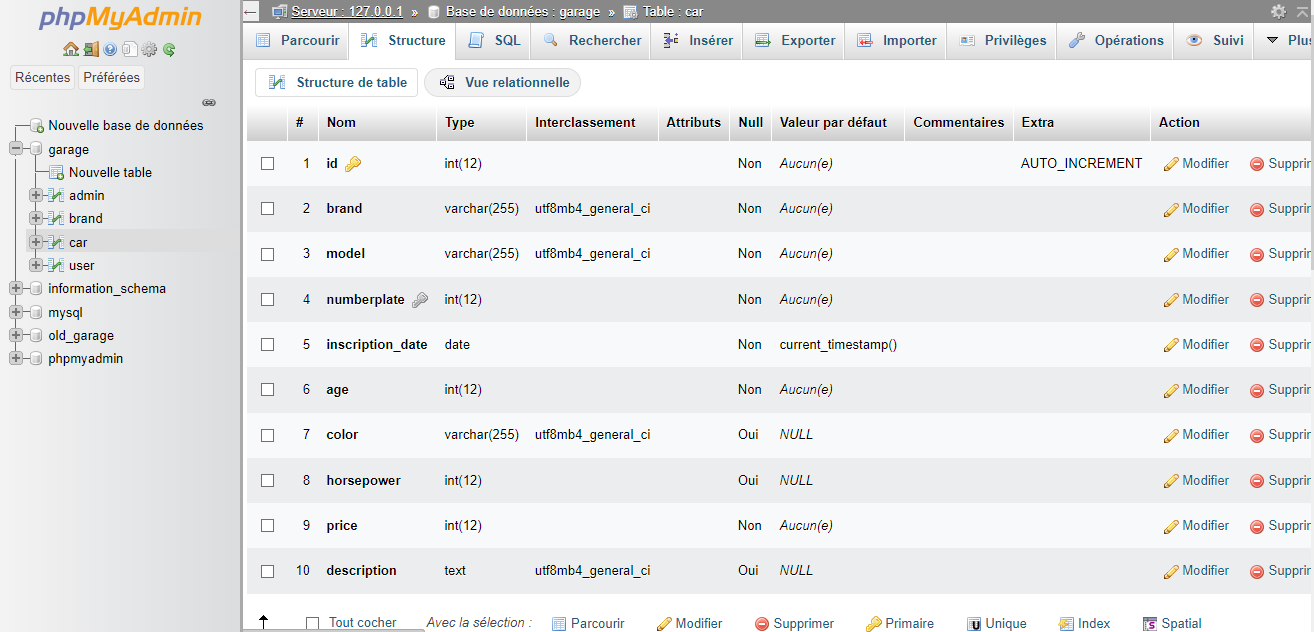 phpMyAdmin
Récentes Préférées
Nouvelle base de données
garage
Nouvelle table
admin
brand
car
user
information_schema
mysql
old_garage
phpmyadmin
Serveur : 127.0.0.1 » Base de données : garage » Table : car
Parcourir Structure SQL Rechercher Insérer Exporter Importer Privilèges Opérations Suivi Plus
Structure de table Vue relationnelle
# Nom Type Interclassement Attributs Null Valeur par défaut Commentaires Extra Action
1 id int(12) Non Aucun(e) AUTO_INCREMENT Modifier Supprir
2 brand varchar(255) utf8mb4_general_ci Non Aucun(e) Modifier Supprir
3 model varchar(255) utf8mb4_general_ci Non Aucun(e) Modifier Supprir
4 numberplate int(12) Non Aucun(e) Modifier Supprir
5 inscription_date date Non current_timestamp() Modifier Supprir
6 age int(12) Non Aucun(e) Modifier Supprir
7 color varchar(255) utf8mb4_general_ci Oui NULL Modifier Supprir
8 horsepower int(12) Oui NULL Modifier Supprir
9 price int(12) Non Aucun(e) Modifier Supprir
10 description text utf8mb4_general_ci Oui NULL Modifier Supprir
Tout cocher Avec la sélection : Parcourir Modifier Supprimer Primaire Unique Index Spatial